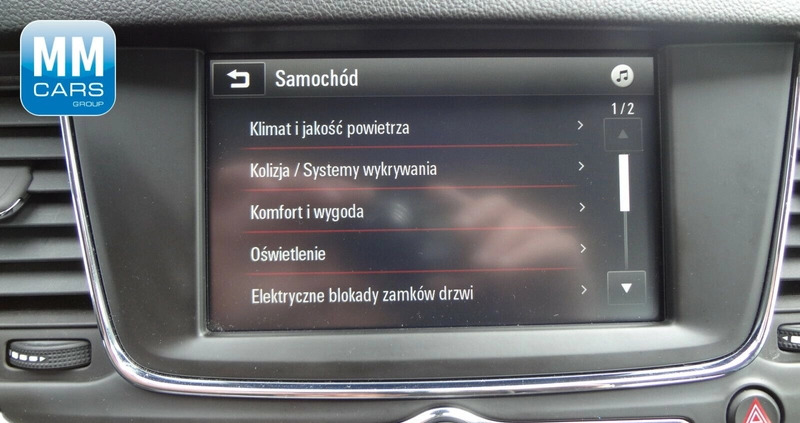 MM
CARS
GROUP
Samochód
1/2
Klimat i jakość powietrza
Kolizja / Systemy wykrywania
Komfort i wygoda
Oświetlenie
Elektryczne blokady zamków drzwi